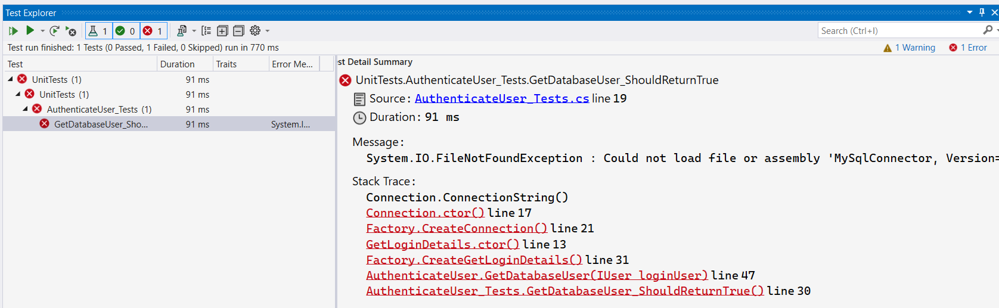 Test Explorer
1 0 1
Search (Ctrl+I)
Test run finished: 1 Tests (0 Passed, 1 Failed, 0 Skipped) run in 770 ms
1 Warning 1 Error
Test Duration Traits Error Me...
UnitTests (1) 91 ms
UnitTests (1) 91 ms
AuthenticateUser_Tests (1) 91 ms
GetDatabaseUser_Sho... 91 ms System.I...
st Detail Summary
UnitTests.AuthenticateUser_Tests.GetDatabaseUser_ShouldReturnTrue
Source: AuthenticateUser_Tests.cs line 19
Duration: 91 ms
Message:
System.IO.FileNotFoundException : Could not load file or assembly 'MySqlConnector, Version=
Stack Trace:
Connection.ConnectionString()
Connection.ctor() line 17
Factory.CreateConnection() line 21
GetLoginDetails.ctor() line 13
Factory.CreateGetLoginDetails() line 31
AuthenticateUser.GetDatabaseUser(IUser loginUser) line 47
AuthenticateUser_Tests.GetDatabaseUser_ShouldReturnTrue() line 30